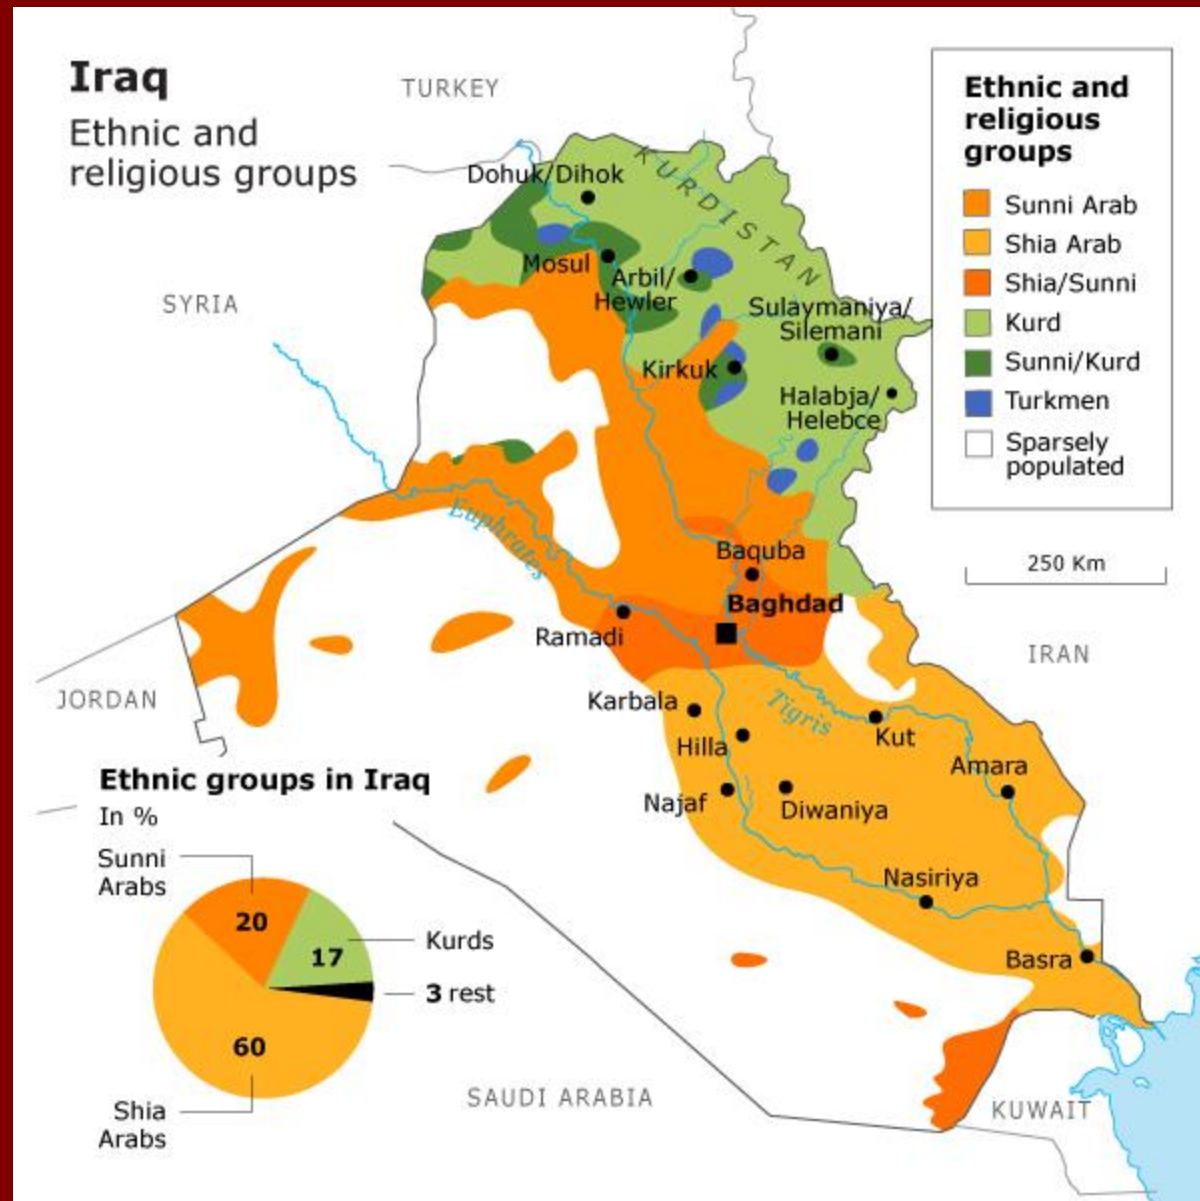 Iraq
Ethnic and
religious groups
TURKEY
SYRIA
JORDAN
IRAN
SAUDI ARABIA
KUWAIT
KURDISTAN
Dohuk/Dihok
Mosul
Arbil/
Hewler
Sulaymaniya/
Silemani
Kirkuk
Halabja/
Helebce
Euphrates
Baquba
Baghdad
Ramadi
Karbala
Tigris
Hilla
Kut
Najaf
Diwaniya
Amara
Nasiriya
Basra
Ethnic and
religious
groups
Sunni Arab
Shia Arab
Shia/Sunni
Kurd
Sunni/Kurd
Turkmen
Sparsely
populated
250 Km
Ethnic groups in Iraq
In %
Sunni
Arabs
20
17
Kurds
3 rest
60
Shia
Arabs